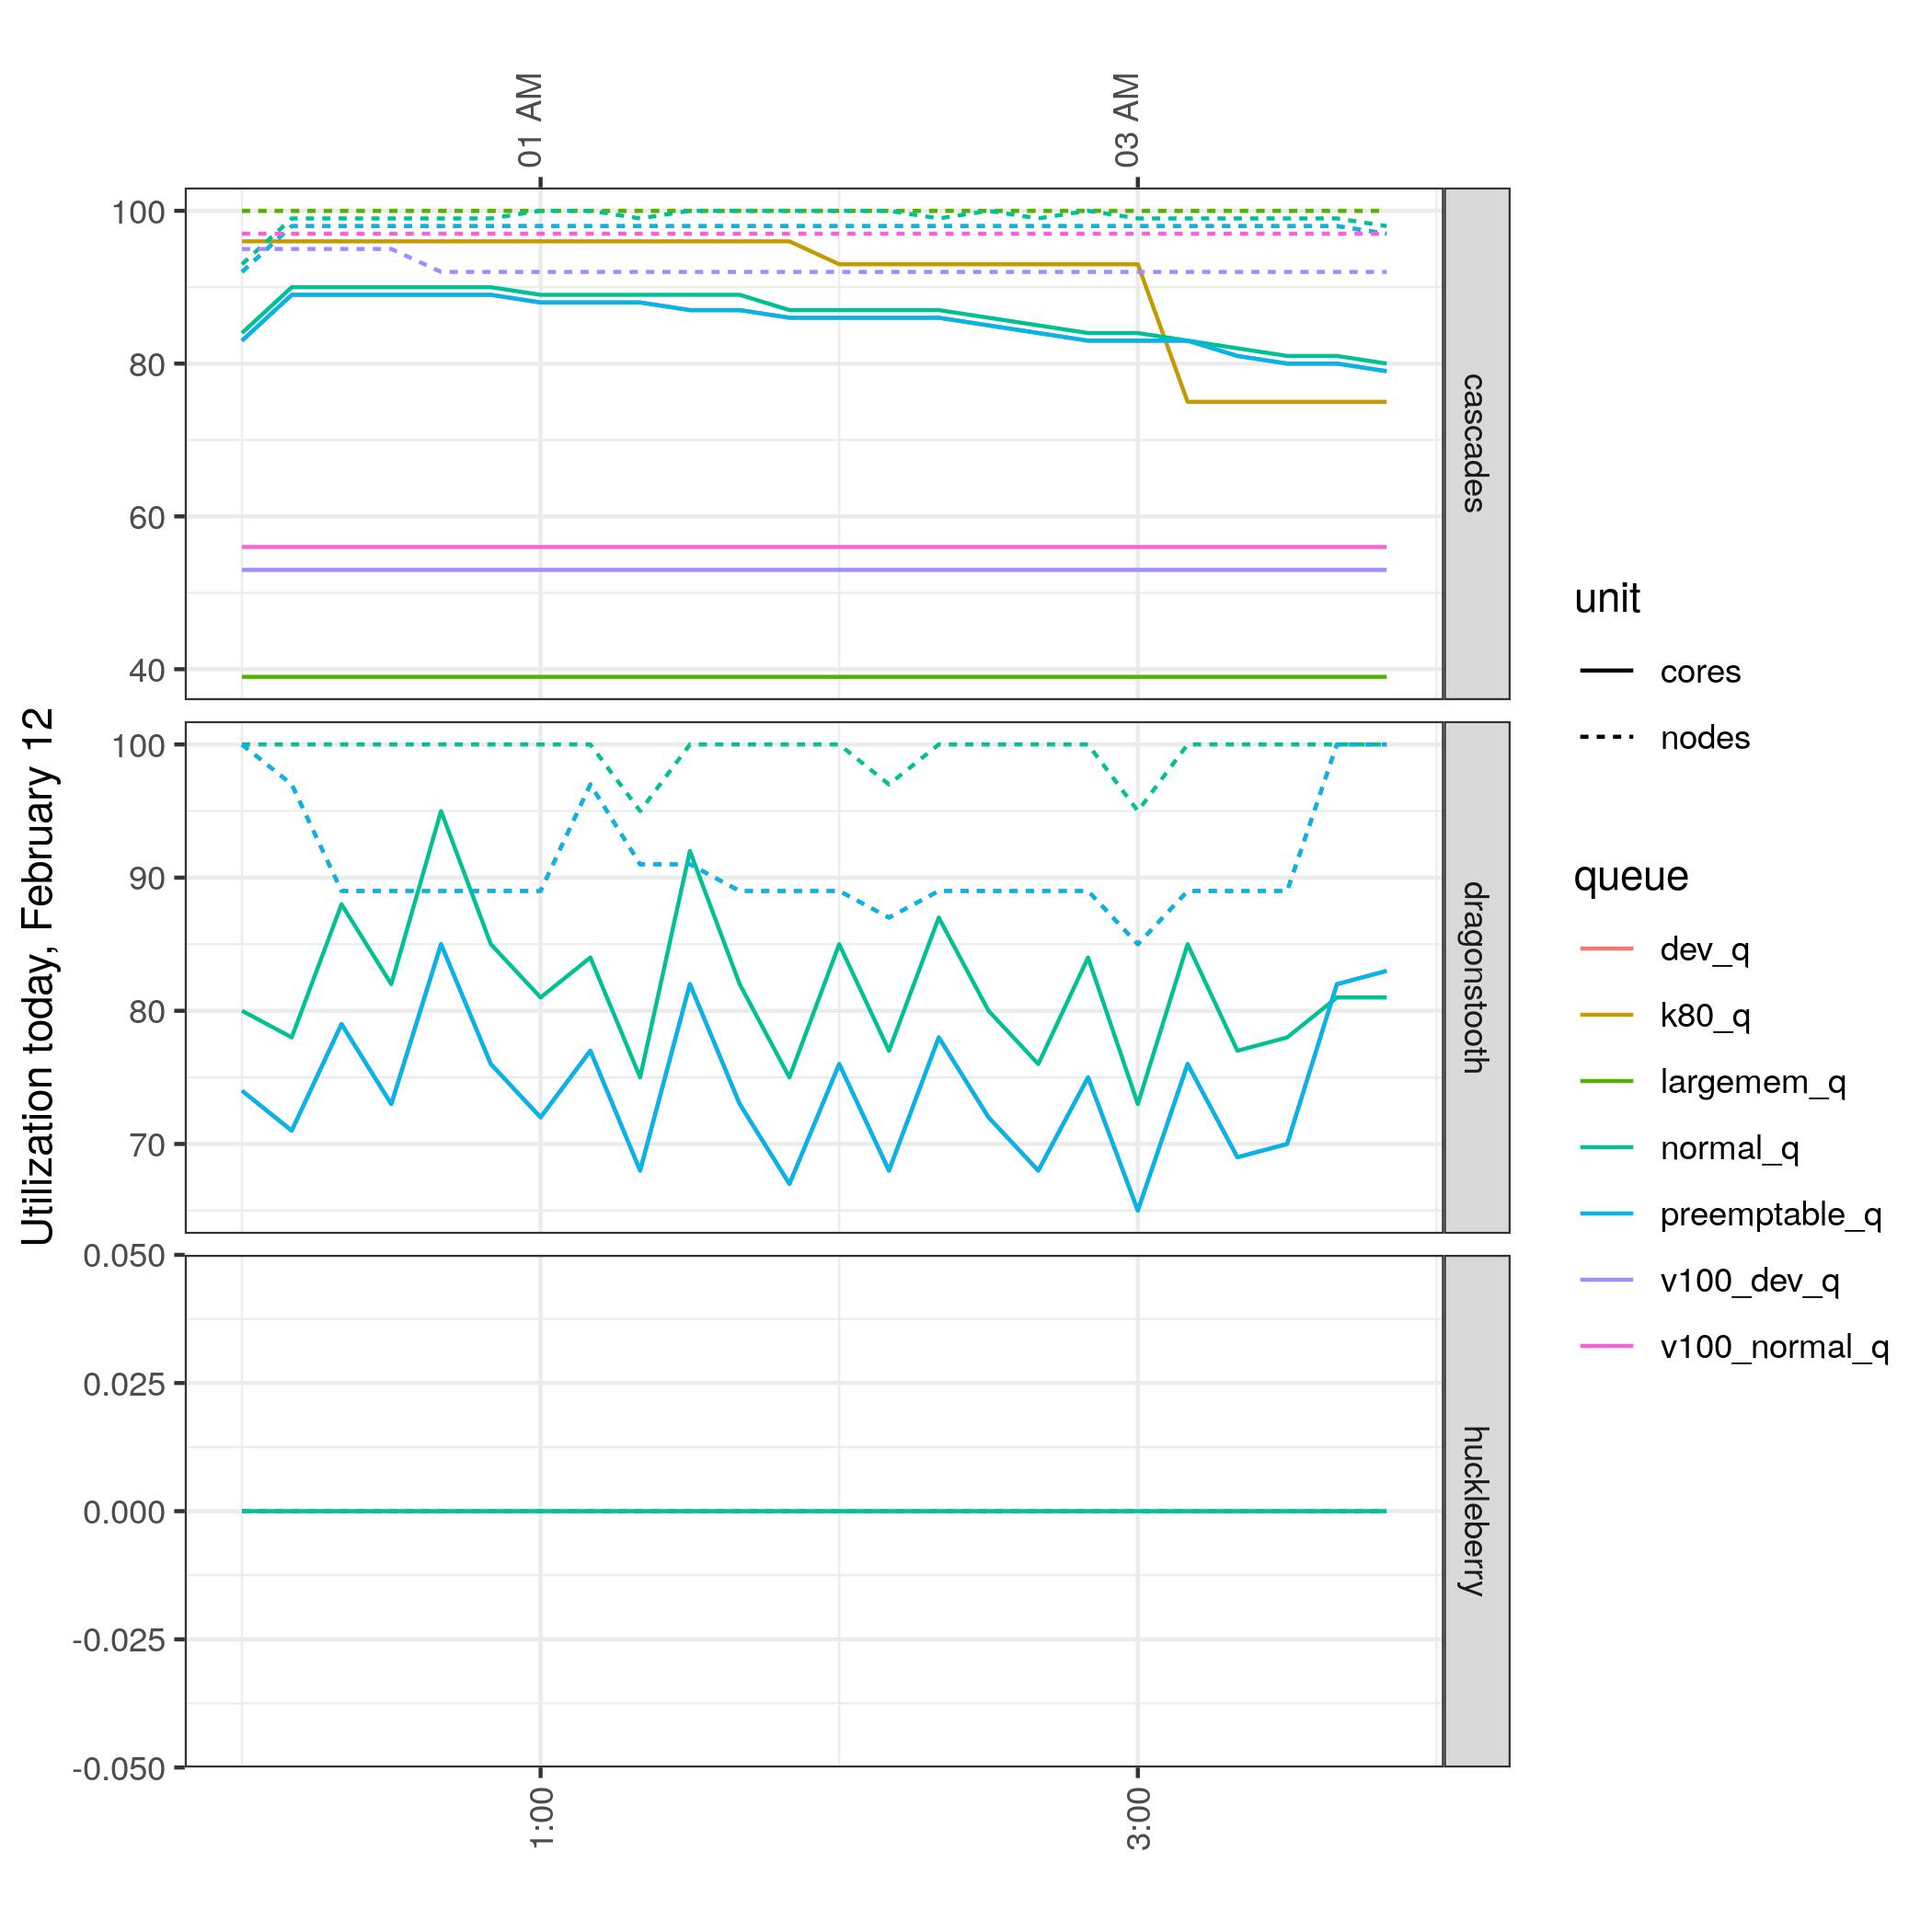 01 AM
03 AM
100
80
60
40
cascades
100
90
80
70
dragonstooth
0.050
0.025
0.000
-0.025
-0.050
huckleberry
1:00
3:00
Utilization today, February 12
unit
cores
nodes
queue
dev_q
k80_q
largemem_q
normal_q
preemptable_q
v100_dev_q
v100_normal_q